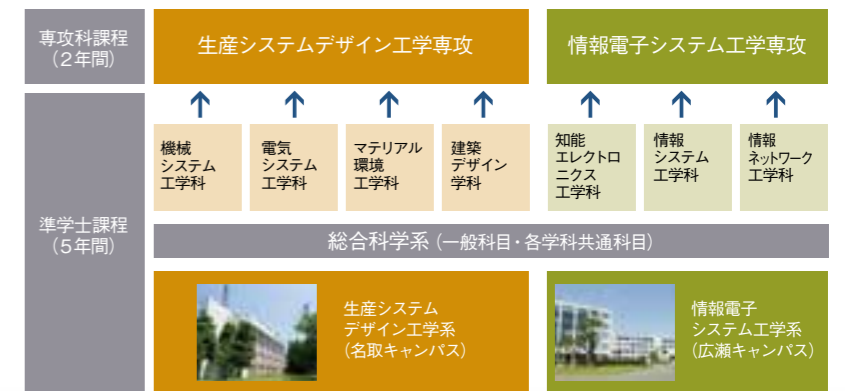 専攻科課程
（２年間）
生産システムデザイン工学専攻
情報電子システム工学専攻
準学士課程
（５年間）
機械
システム
工学科
電気
システム
工学科
マテリアル
環境
工学科
建築
デザイン
学科
知能
エレクトロ
ニクス
工学科
情報
システム
工学科
情報
ネットワーク
工学科
総合科学系（一般科目・各学科共通科目）
生産システム
デザイン工学系
（名取キャンパス）
情報電子
システム工学系
（広瀬キャンパス）